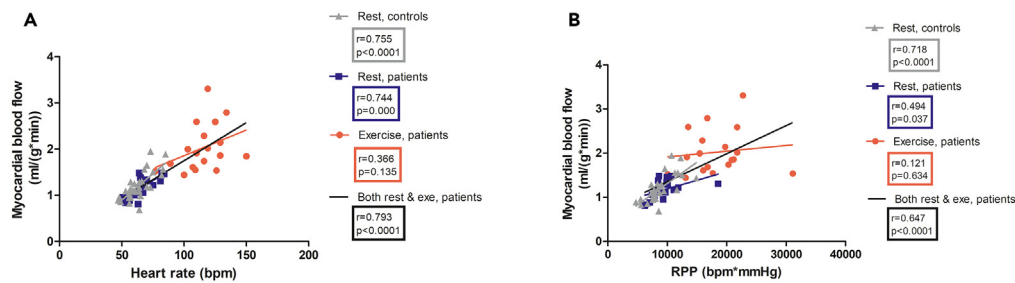 A
Myocardial blood flow
(ml/(g*min))
4
3
2
1
0
0
50
100
150
200
Heart rate (bpm)
Rest, controls
r=0.755
p<0.0001
Rest, patients
r=0.744
p=0.000
Exercise, patients
r=0.366
p=0.135
Both rest & exe, patients
r=0.793
p<0.0001
B
Myocardial blood flow
(ml/(g*min))
4
3
2
1
0
0
10000
20000
30000
40000
RPP (bpm*mmHg)
Rest, controls
r=0.718
p<0.0001
Rest, patients
r=0.494
p=0.037
Exercise, patients
r=0.121
p=0.634
Both rest & exe, patients
r=0.647
p<0.0001